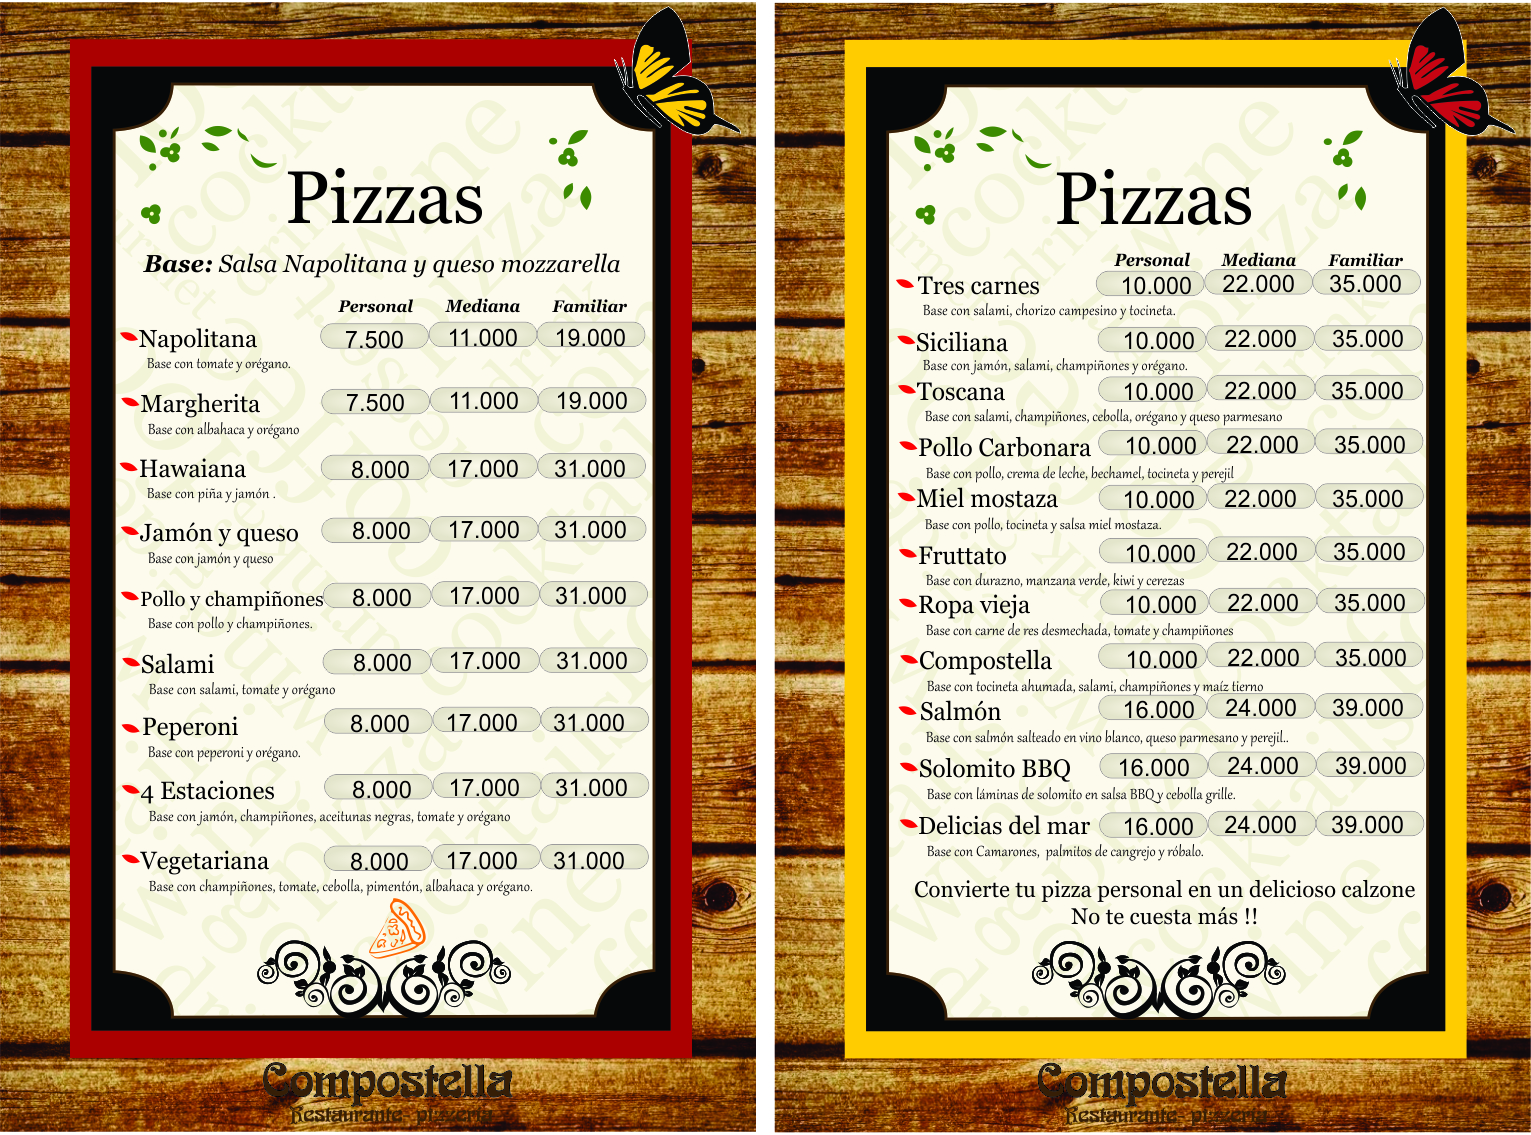 Pizzas
Base: Salsa Napolitana y queso mozzarella
Personal Mediana Familiar
Napolitana 7.500 11.000 19.000
Base con tomate y orégano.
Margherita 7.500 11.000 19.000
Base con albahaca y orégano
Hawaiana 8.000 17.000 31.000
Base con piña y jamón .
Jamón y queso 8.000 17.000 31.000
Base con jamón y queso
Pollo y champiñones 8.000 17.000 31.000
Base con pollo y champiñones.
Salami 8.000 17.000 31.000
Base con salami, tomate y orégano
Peperoni 8.000 17.000 31.000
Base con peperoni y orégano.
4 Estaciones 8.000 17.000 31.000
Base con jamón, champiñones, aceitunas negras, tomate y orégano
Vegetariana 8.000 17.000 31.000
Base con champiñones, tomate, cebolla, pimentón, albahaca y orégano.
Compostella
Restaurante- pizzería
Pizzas
Personal Mediana Familiar
Tres carnes 10.000 22.000 35.000
Base con salami, chorizo campesino y tocineta.
Siciliana 10.000 22.000 35.000
Base con jamón, salami, champiñones y orégano.
Toscana 10.000 22.000 35.000
Base con salami, champiñones, cebolla, orégano y queso parmesano
Pollo Carbonara 10.000 22.000 35.000
Base con pollo, crema de leche, bechamel, tocineta y perejil
Miel mostaza 10.000 22.000 35.000
Base con pollo, tocineta y salsa miel mostaza.
Fruttato 10.000 22.000 35.000
Base con durazno, manzana verde, kiwi y cerezas
Ropa vieja 10.000 22.000 35.000
Base con carne de res desmechada, tomate y champiñones
Compostella 10.000 22.000 35.000
Base con tocineta ahumada, salami, champiñones y maíz tierno
Salmón 16.000 24.000 39.000
Base con salmón salteado en vino blanco, queso parmesano y perejil..
Solomito BBQ 16.000 24.000 39.000
Base con láminas de solomito en salsa BBQ y cebolla grille.
Delicias del mar 16.000 24.000 39.000
Base con Camarones, palmitos de cangrejo y róbalo.
Convierte tu pizza personal en un delicioso calzone
No te cuesta más !!
Compostella
Restaurante- pizzería